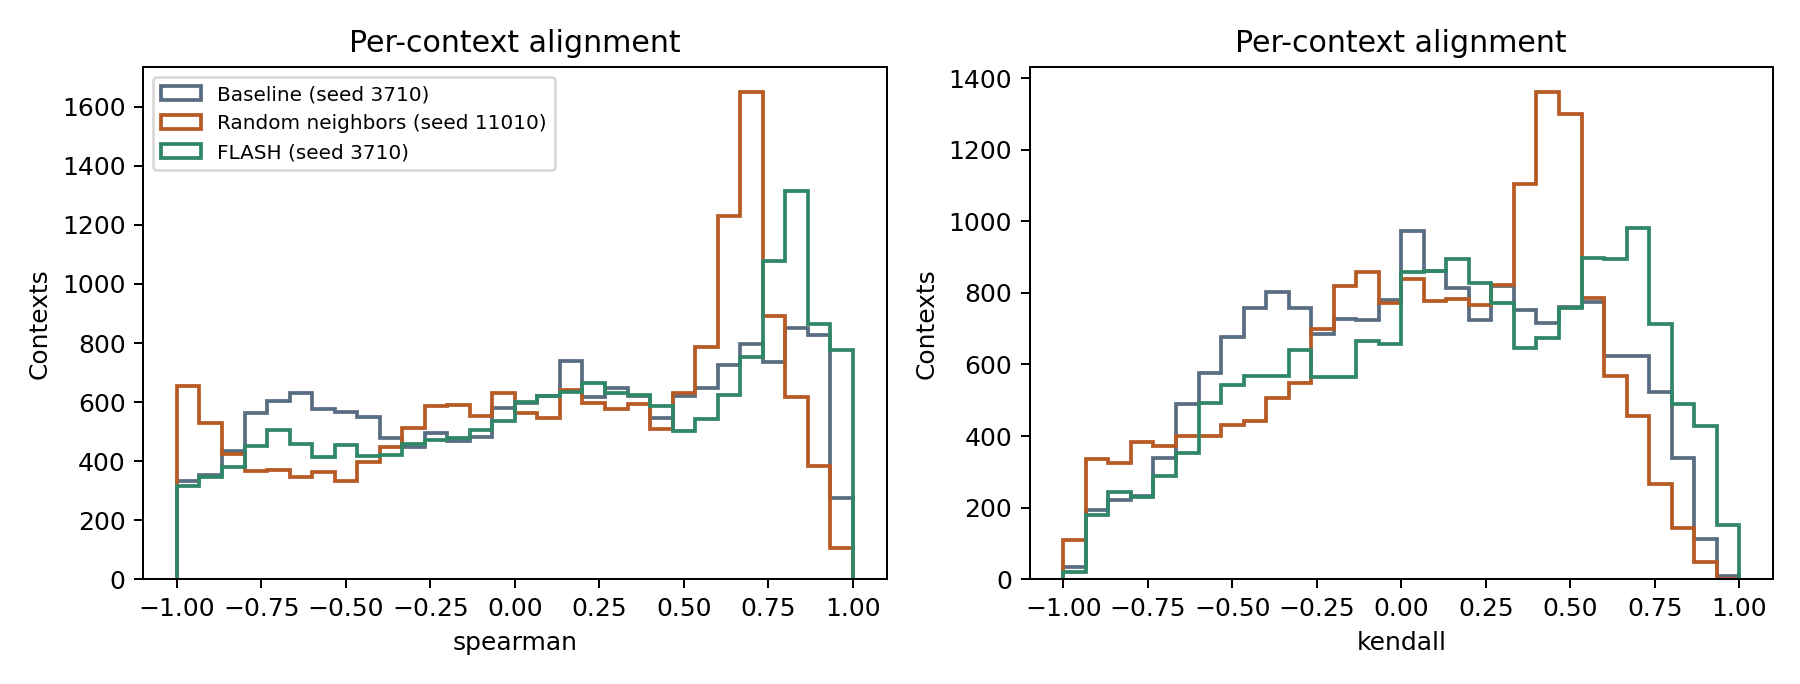 Per-context alignment
Baseline (seed 3710)
Random neighbors (seed 11010)
FLASH (seed 3710)
1600
1400
1200
1000
800
600
400
200
0
Contexts
−1.00 −0.75 −0.50 −0.25 0.00 0.25 0.50 0.75 1.00
spearman
Per-context alignment
1400
1200
1000
800
600
400
200
0
Contexts
−1.00 −0.75 −0.50 −0.25 0.00 0.25 0.50 0.75 1.00
kendall